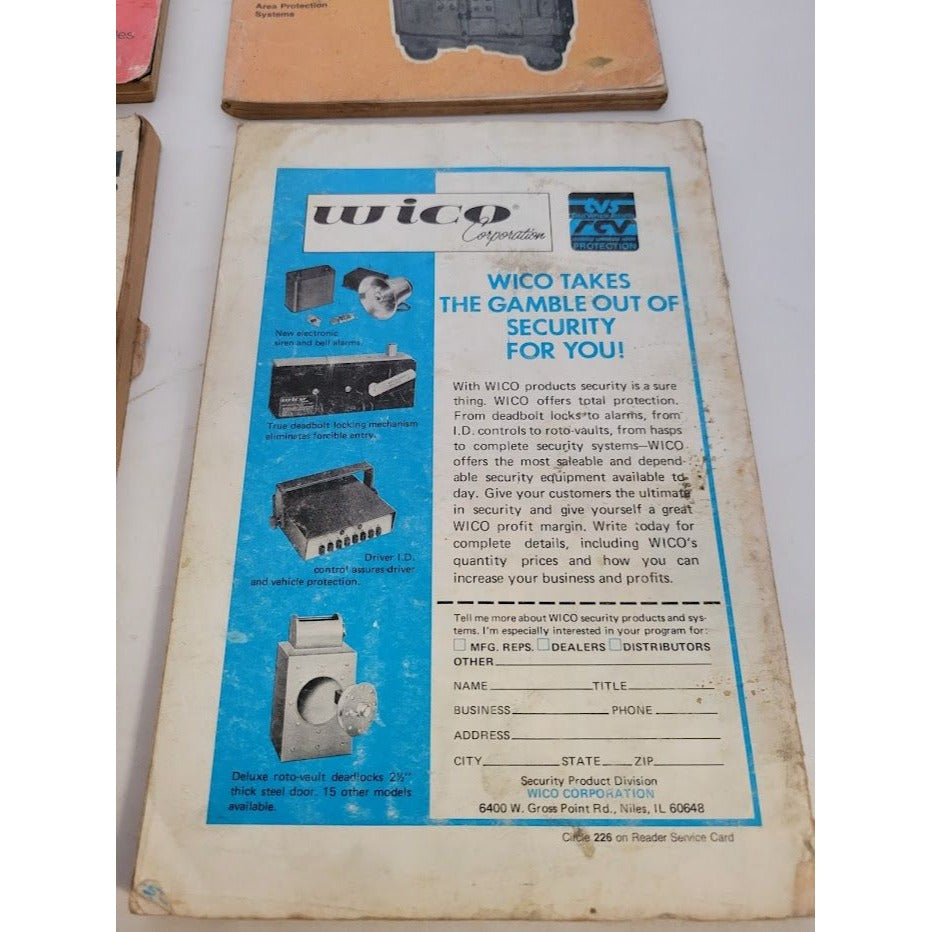 Area Protection
Systems
wico
Corporation
tvs
rcv
PROTECTION
WICO TAKES
THE GAMBLE OUT OF
SECURITY
FOR YOU!
New electronic
siren and bell alarms.
True deadbolt locking mechanism
eliminates forcible entry.
Driver I.D.
control assures driver
and vehicle protection.
Deluxe roto-vault deadlocks 2½"
thick steel door. 15 other models
available.
With WICO products security is a sure
thing. WICO offers total protection.
From deadbolt locks to alarms, from
I.D. controls to roto-vaults, from hasps
to complete security systems—WICO
offers the most saleable and depend-
able security equipment available to-
day. Give your customers the ultimate
in security and give yourself a great
WICO profit margin. Write today for
complete details, including WICO's
quantity prices and how you can
increase your business and profits.
Tell me more about WICO security products and sys-
tems. I'm especially interested in your program for:
MFG. REPS. DEALERS DISTRIBUTORS
OTHER
NAME TITLE
BUSINESS PHONE
ADDRESS
CITY STATE ZIP
Security Product Division
WICO CORPORATION
6400 W. Gross Point Rd., Niles, IL 60648
Circle 226 on Reader Service Card